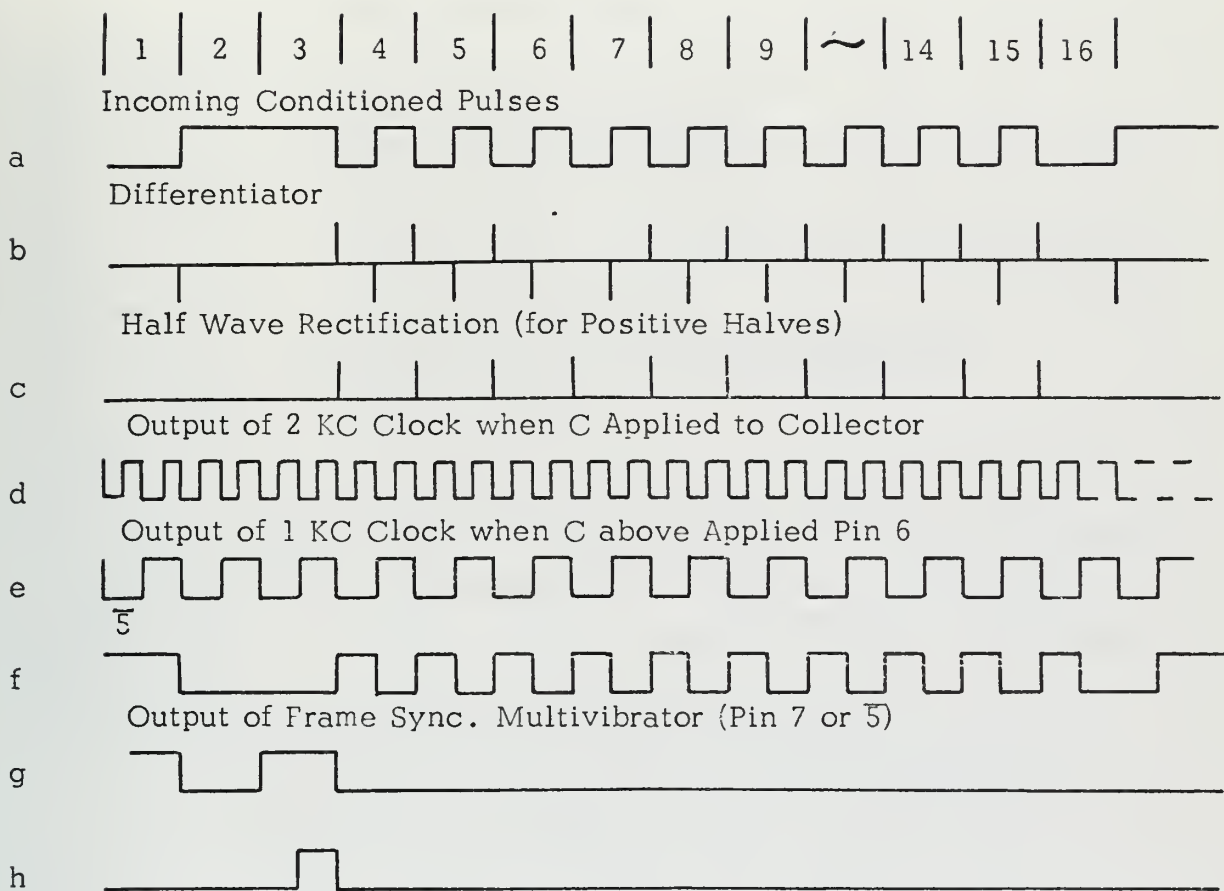 1 2 3 4 5 6 7 8 9 ~ 14 15 16
Incoming Conditioned Pulses
a
Differentiator
b
Half Wave Rectification (for Positive Halves)
c
Output of 2 KC Clock when C Applied to Collector
d
Output of 1 KC Clock when C above Applied Pin 6
e
5̅
f
Output of Frame Sync. Multivibrator (Pin 7 or 5̅)
g
h